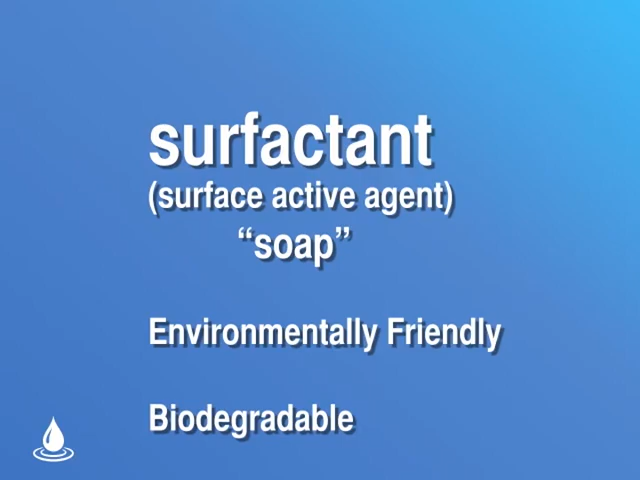 surfactant
(surface active agent)
“soap”
Environmentally Friendly
Biodegradable